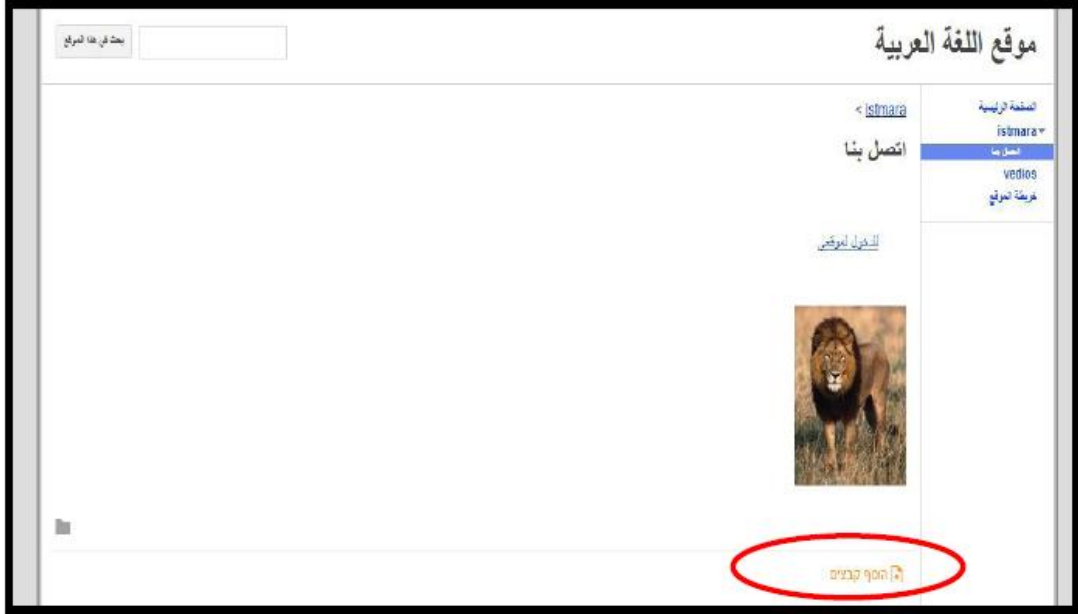 موقع اللغة العربية
بحث في هذا الموقع
الصفحة الرئيسية
istmara
اتصل بنا
vedios
خريطة الموقع
istmara >
اتصل بنا
للدخول لموقعي
הוסף קבצים